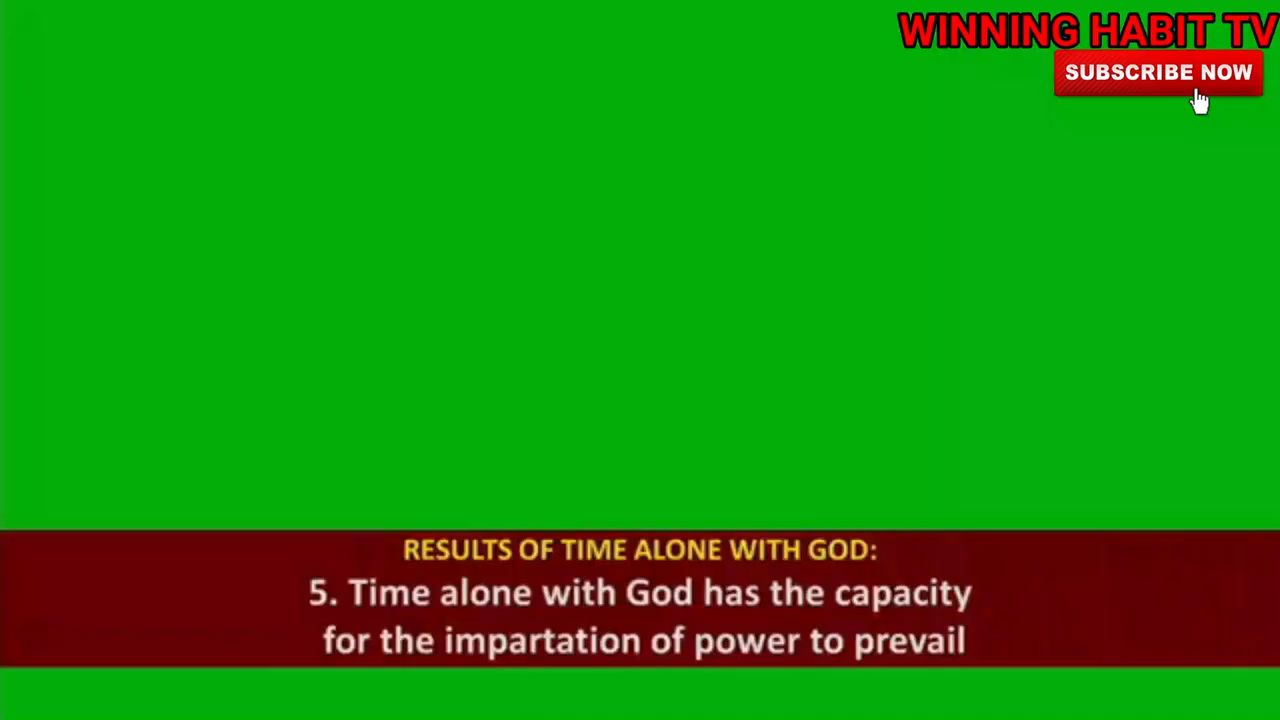 WINNING HABIT TV
SUBSCRIBE NOW
RESULTS OF TIME ALONE WITH GOD:
5. Time alone with God has the capacity
for the impartation of power to prevail